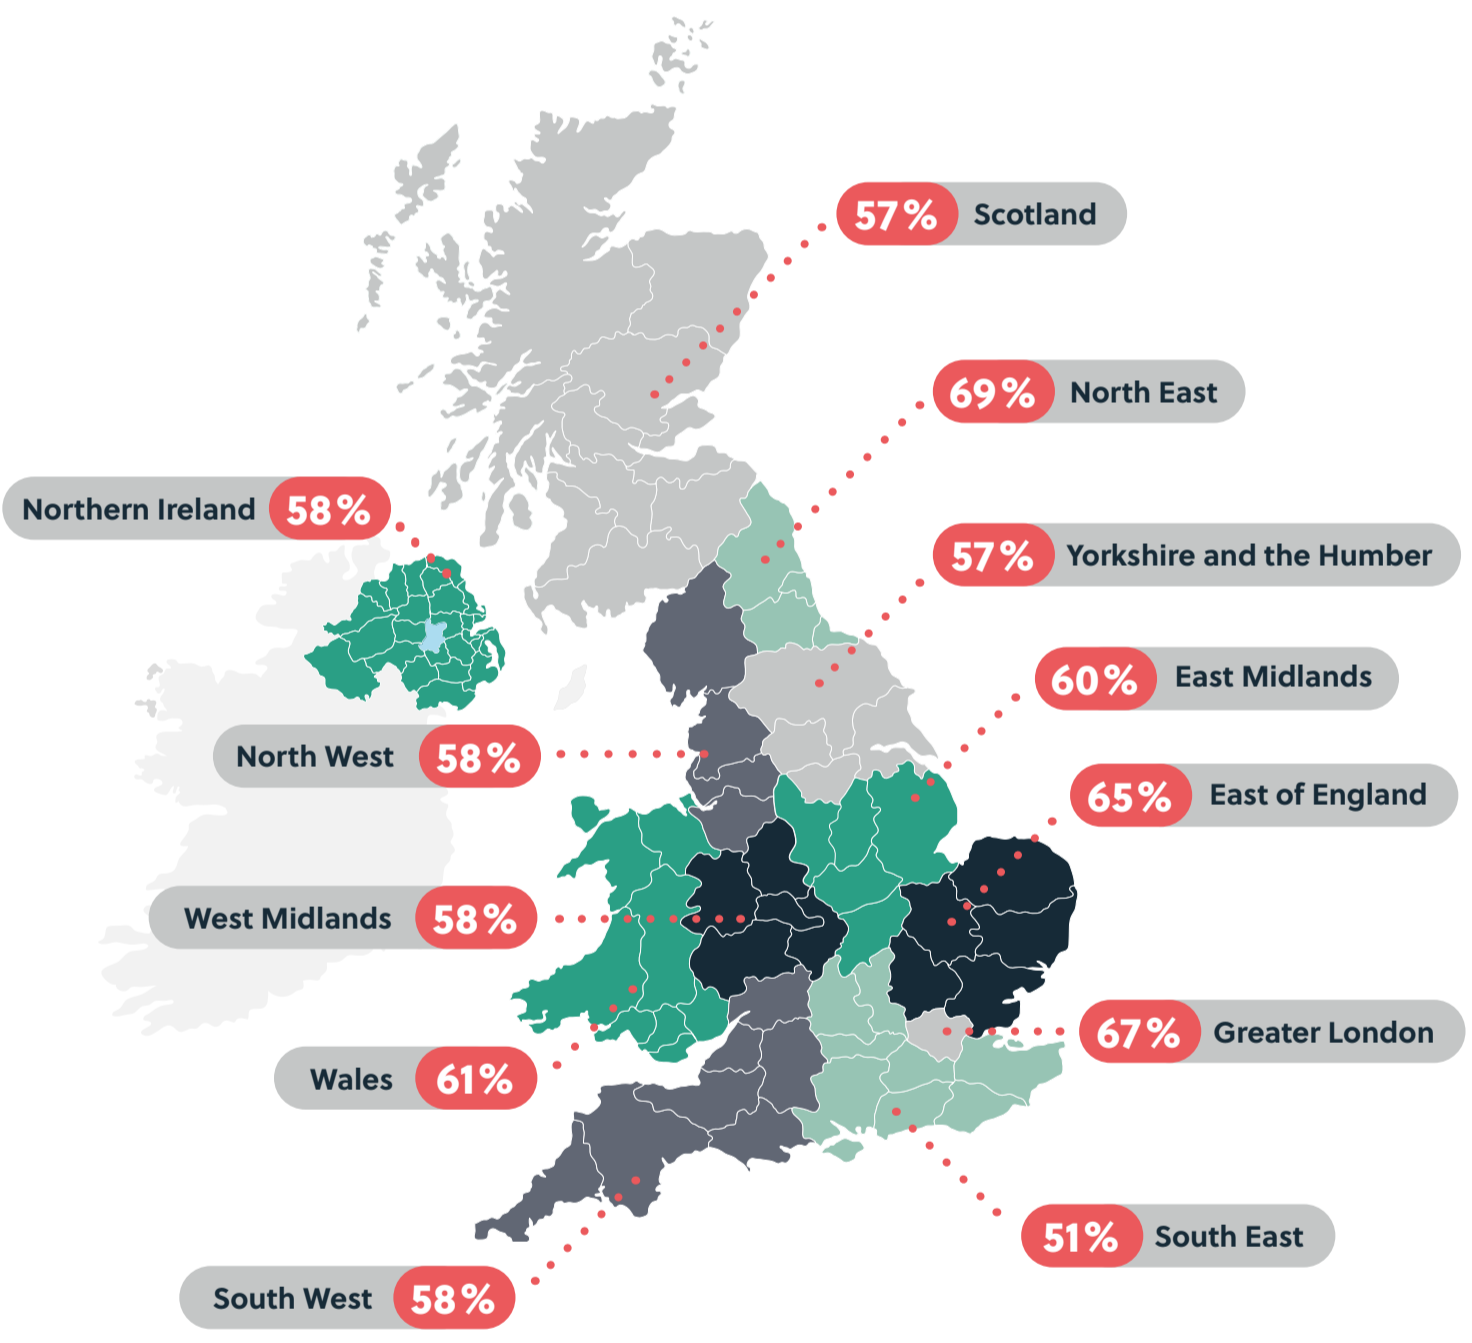 57% Scotland
69% North East
Northern Ireland 58%
57% Yorkshire and the Humber
60% East Midlands
North West 58%
65% East of England
West Midlands 58%
67% Greater London
Wales 61%
51% South East
South West 58%